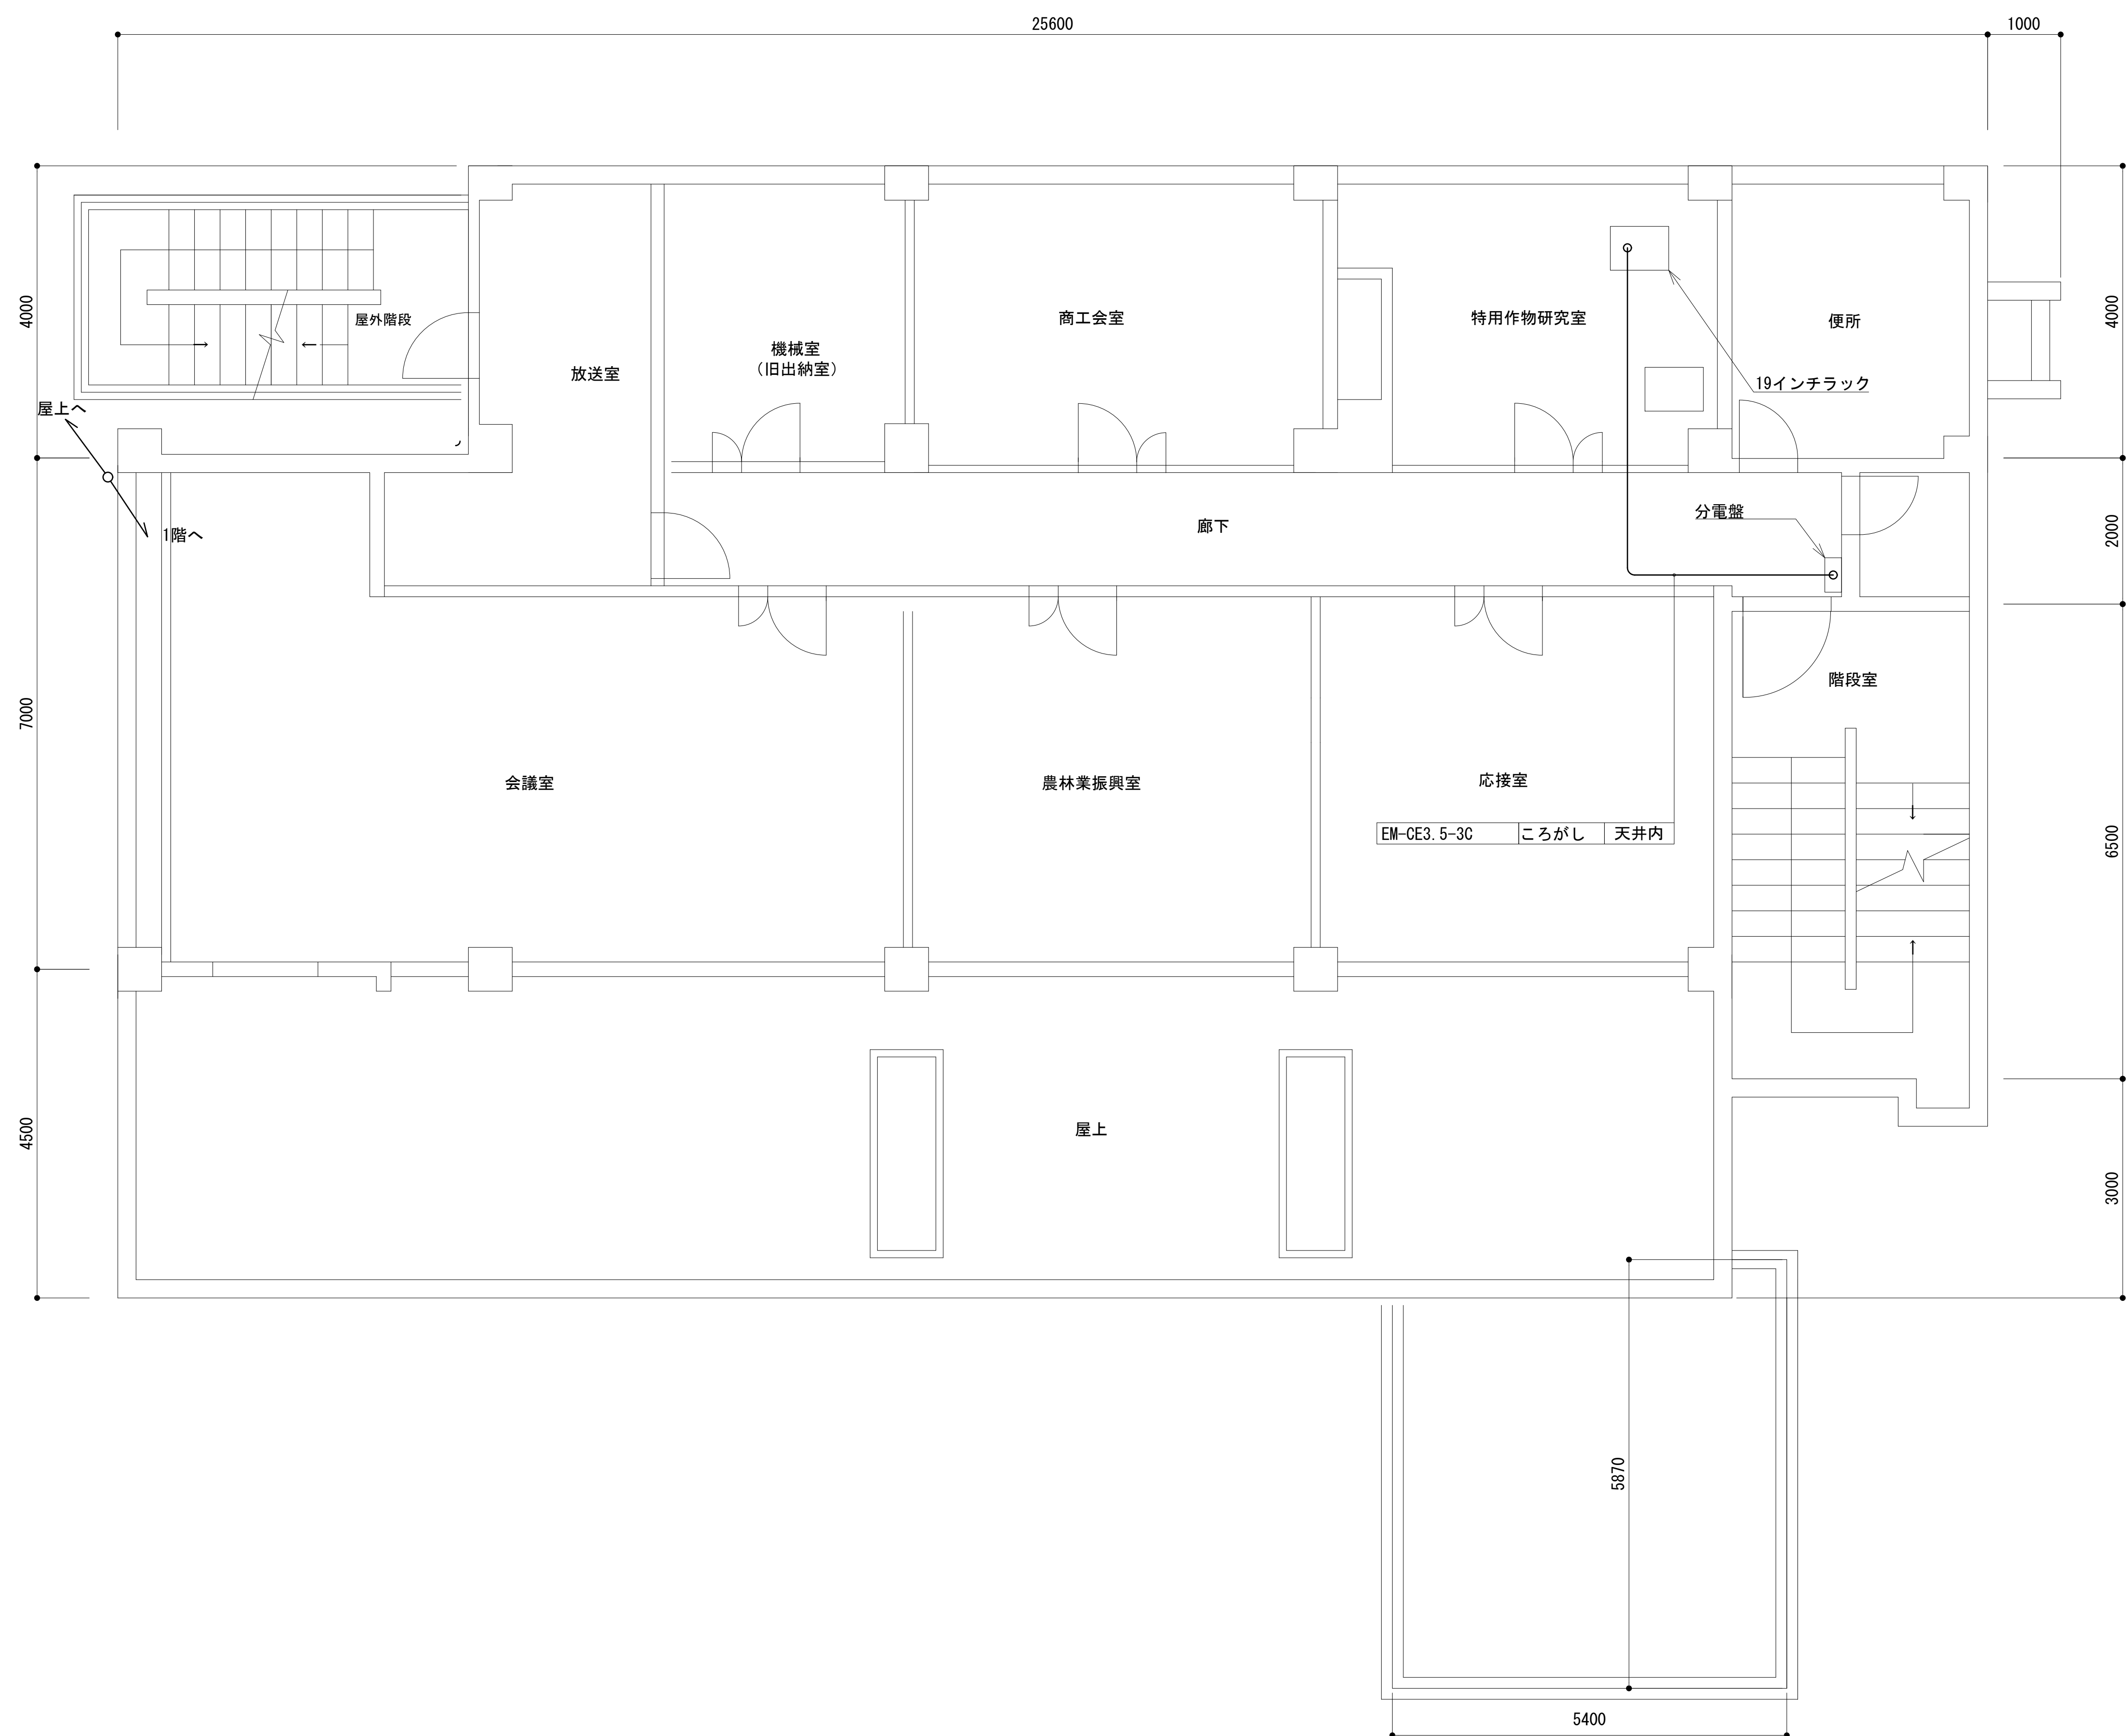 25600
1000
4000
屋外階段
放送室
機械室
（旧出納室）
商工会室
特用作物研究室
便所
4000
19インチラック
屋上へ
1階へ
廊下
分電盤
2000
7000
会議室
農林業振興室
応接室
階段室
EM-CE3.5-3C ころがし 天井内
6500
4500
屋上
3000
5870
5400